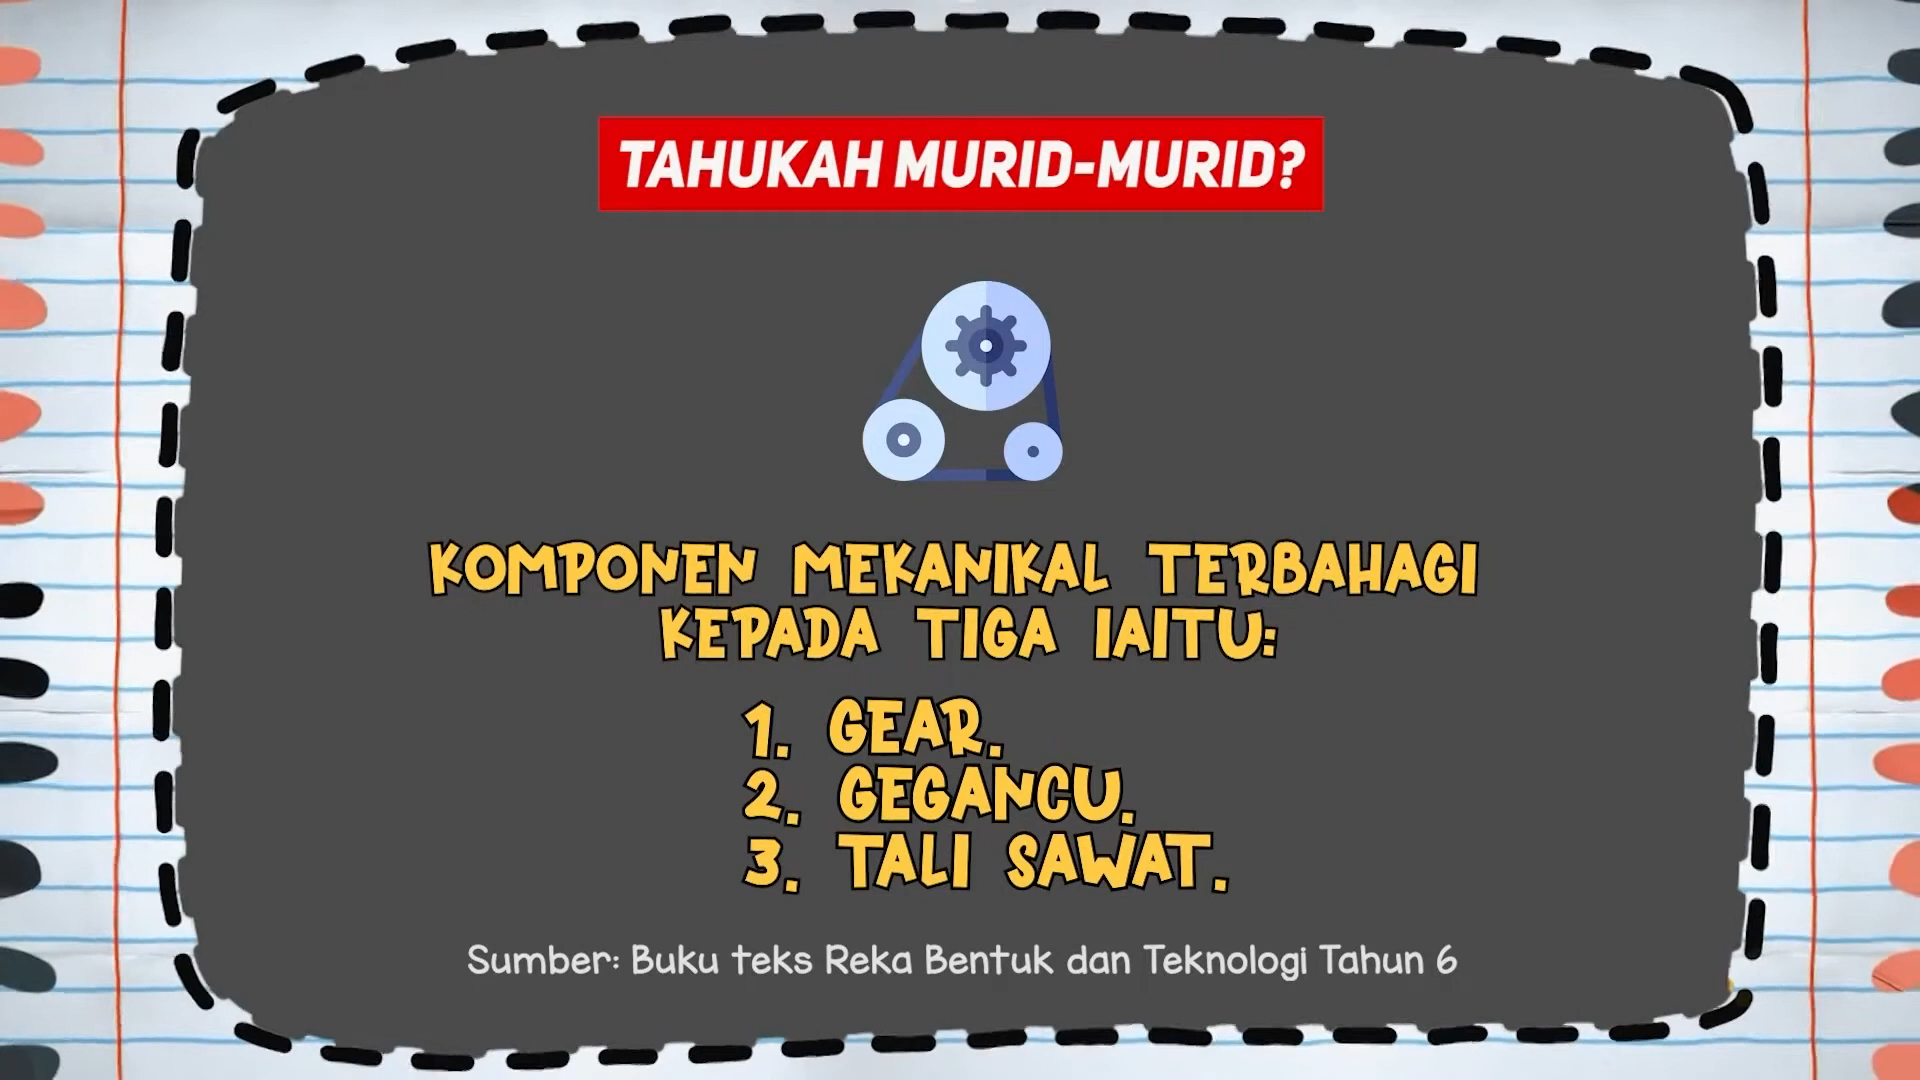 TAHUKAH MURID-MURID?
KOMPONEN MEKANIKAL TERBAHAGI
KEPADA TIGA IAITU:
1. GEAR.
2. GEGANCU.
3. TALI SAWAT.
Sumber: Buku teks Reka Bentuk dan Teknologi Tahun 6